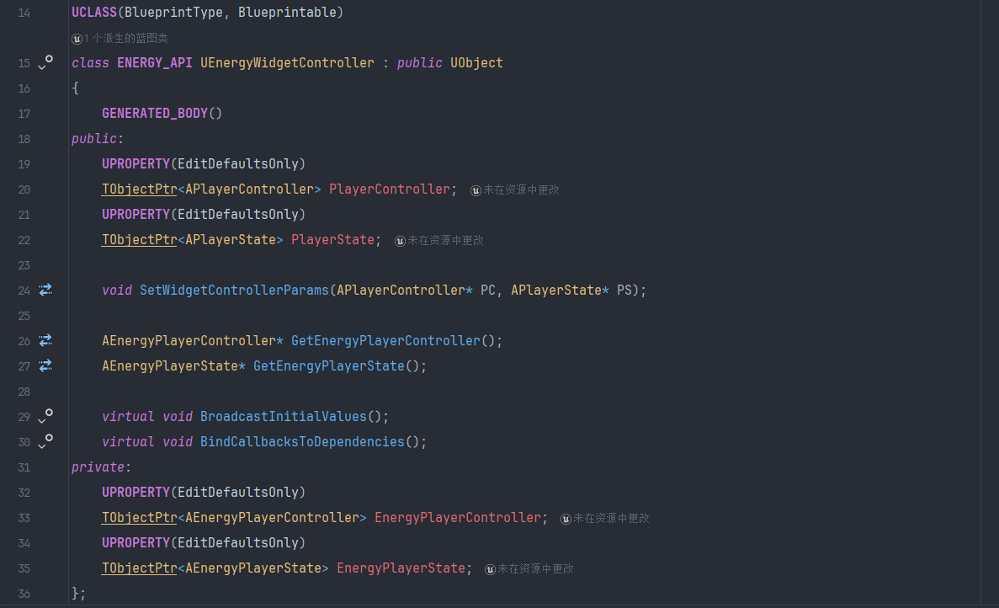 14 UCLASS(BlueprintType, Blueprintable)
1 个派生的蓝图类
15 class ENERGY_API UEnergyWidgetController : public UObject
16 {
17 GENERATED_BODY()
18 public:
19 UPROPERTY(EditDefaultsOnly)
20 TObjectPtr<APlayerController> PlayerController; 未在资源中更改
21 UPROPERTY(EditDefaultsOnly)
22 TObjectPtr<APlayerState> PlayerState; 未在资源中更改
23
24 void SetWidgetControllerParams(APlayerController* PC, APlayerState* PS);
25
26 AEnergyPlayerController* GetEnergyPlayerController();
27 AEnergyPlayerState* GetEnergyPlayerState();
28
29 virtual void BroadcastInitialValues();
30 virtual void BindCallbacksToDependencies();
31 private:
32 UPROPERTY(EditDefaultsOnly)
33 TObjectPtr<AEnergyPlayerController> EnergyPlayerController; 未在资源中更改
34 UPROPERTY(EditDefaultsOnly)
35 TObjectPtr<AEnergyPlayerState> EnergyPlayerState; 未在资源中更改
36 };